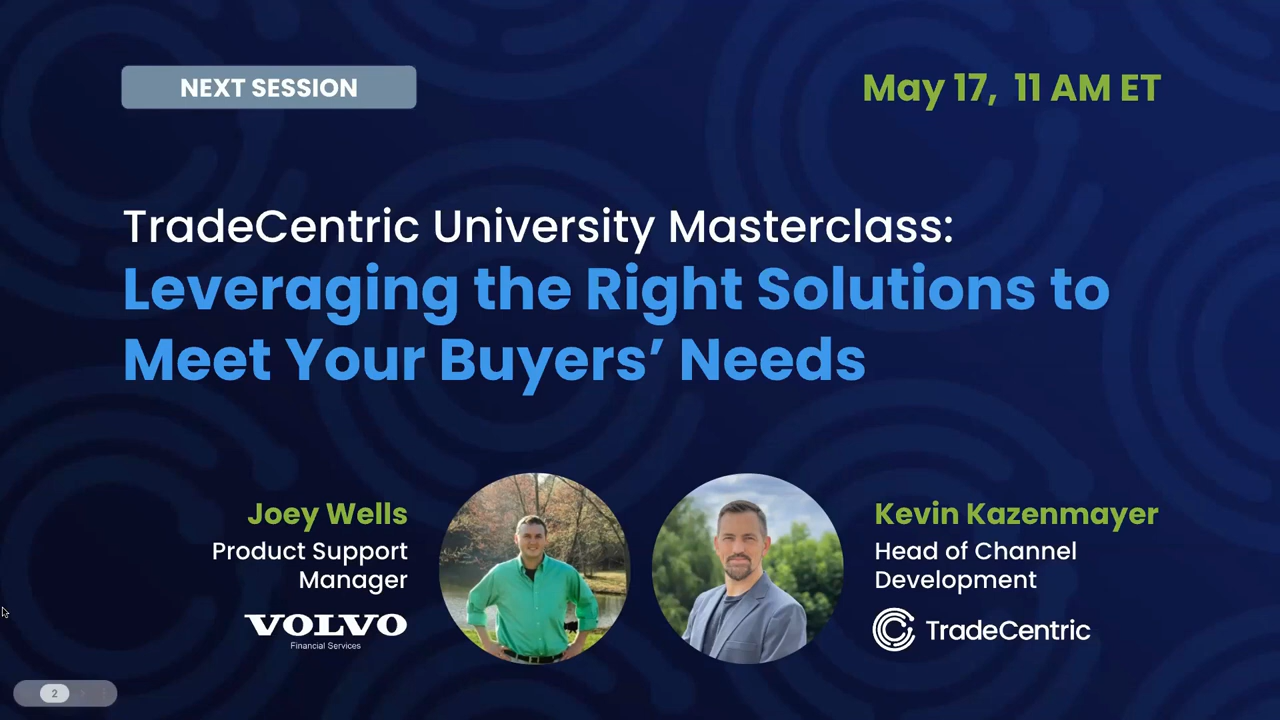 NEXT SESSION
May 17, 11 AM ET
TradeCentric University Masterclass:
Leveraging the Right Solutions to
Meet Your Buyers’ Needs
Joey Wells
Product Support
Manager
VOLVO
Financial Services
Kevin Kazenmayer
Head of Channel
Development
TradeCentric
2